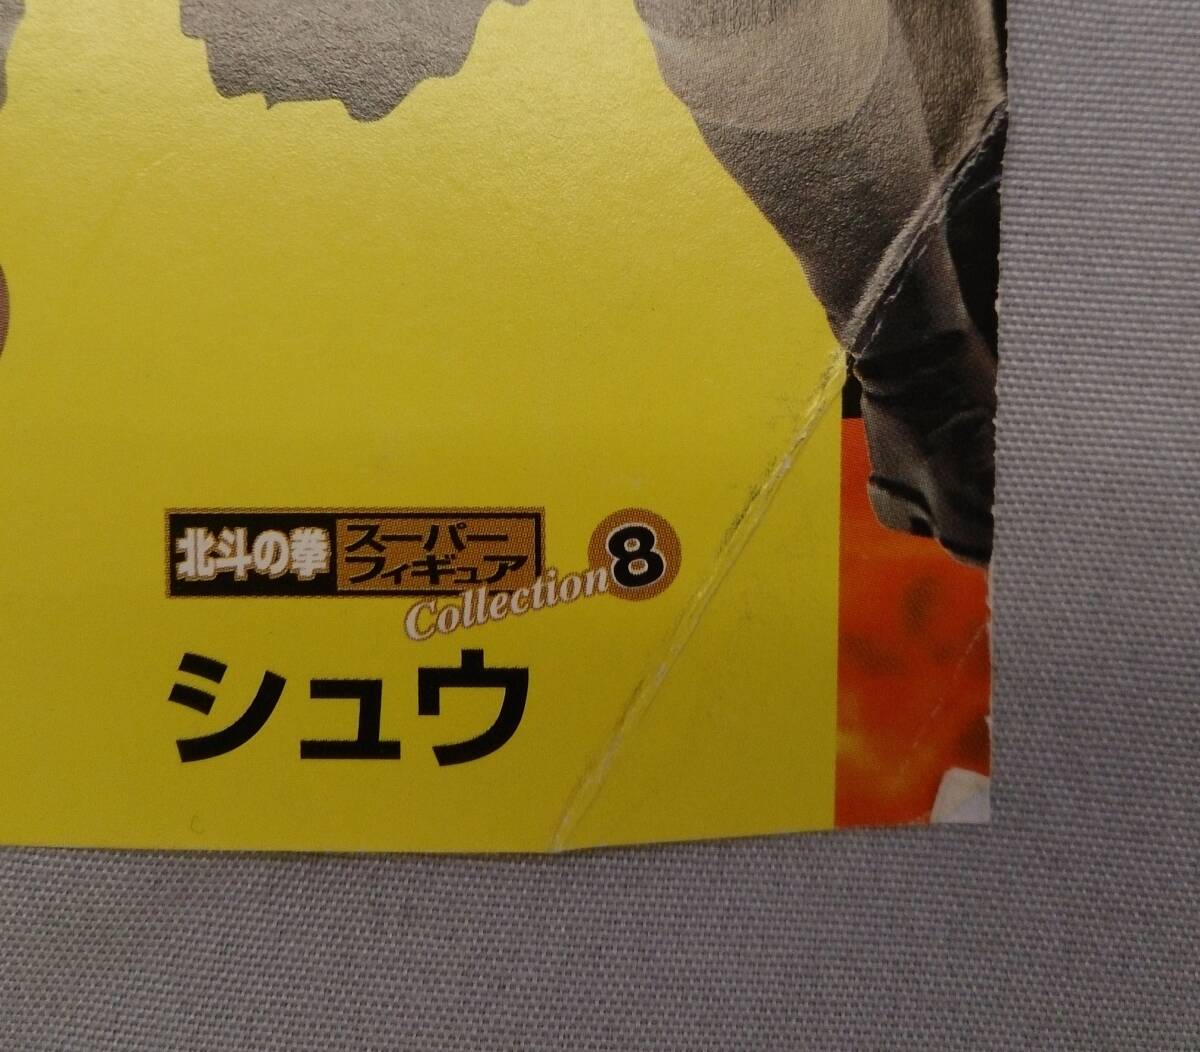 北斗の拳
スーパー
フィギュア
Collection 8
シュウ